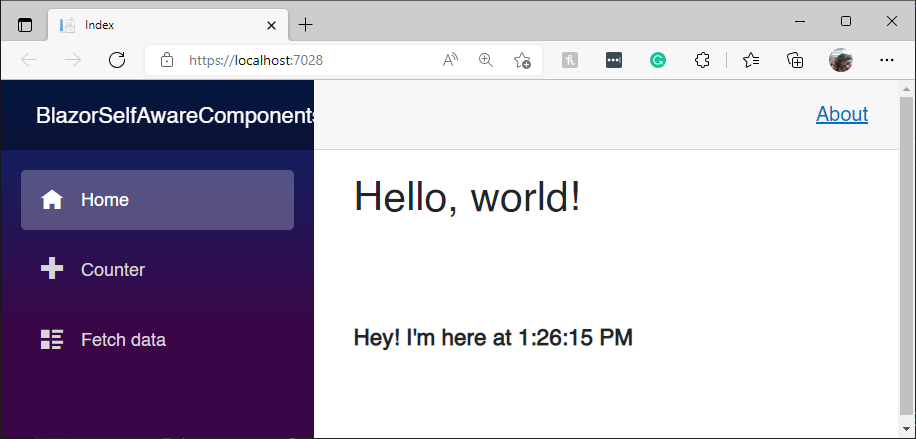 Index
https://localhost:7028
BlazorSelfAwareComponents
About
Home
Counter
Fetch data
Hello, world!
Hey! I'm here at 1:26:15 PM